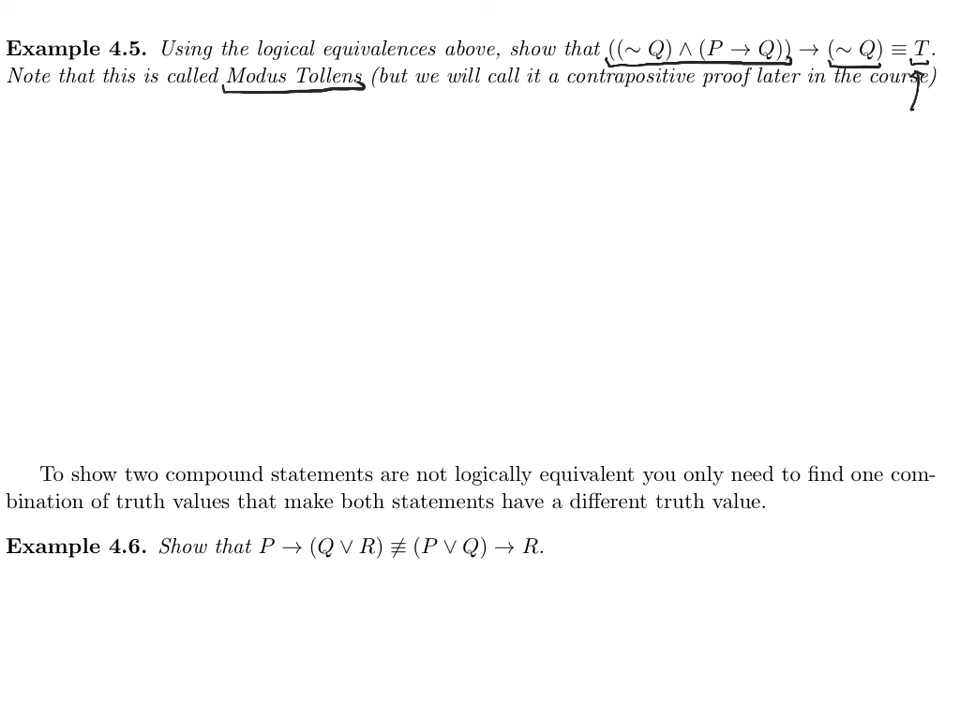 Example 4.5. Using the logical equivalences above, show that ((∼ Q) ∧ (P → Q)) → (∼ Q) ≡ T.
Note that this is called Modus Tollens (but we will call it a contrapositive proof later in the course)
To show two compound statements are not logically equivalent you only need to find one com-
bination of truth values that make both statements have a different truth value.
Example 4.6. Show that P → (Q ∨ R) ≢ (P ∨ Q) → R.